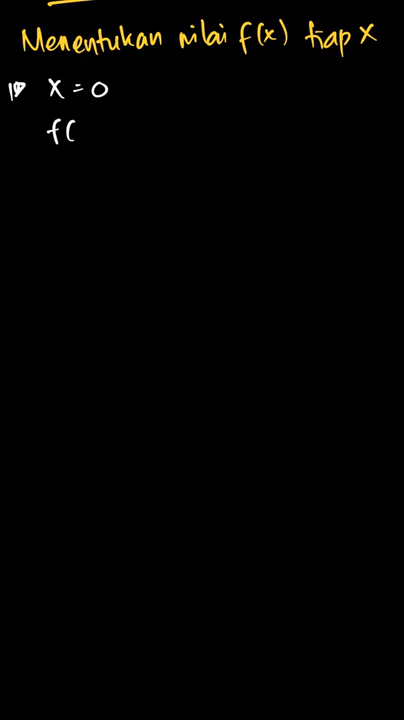 Menentukan nilai f(x) tiap x
1▷ x = 0
f(